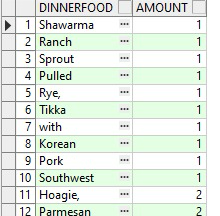 DINNERFOOD AMOUNT
1 Shawarma ... 1
2 Ranch ... 1
3 Sprout ... 1
4 Pulled ... 1
5 Rye, ... 1
6 Tikka ... 1
7 with ... 1
8 Korean ... 1
9 Pork ... 1
10 Southwest ... 1
11 Hoagie, ... 2
12 Parmesan ... 2